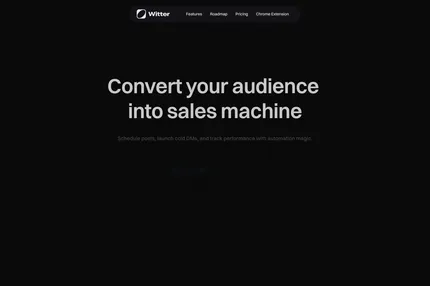 Witter
Features
Roadmap
Pricing
Chrome Extension
Convert your audience
into sales machine
Schedule posts, launch cold DMs, and track performance with automation magic